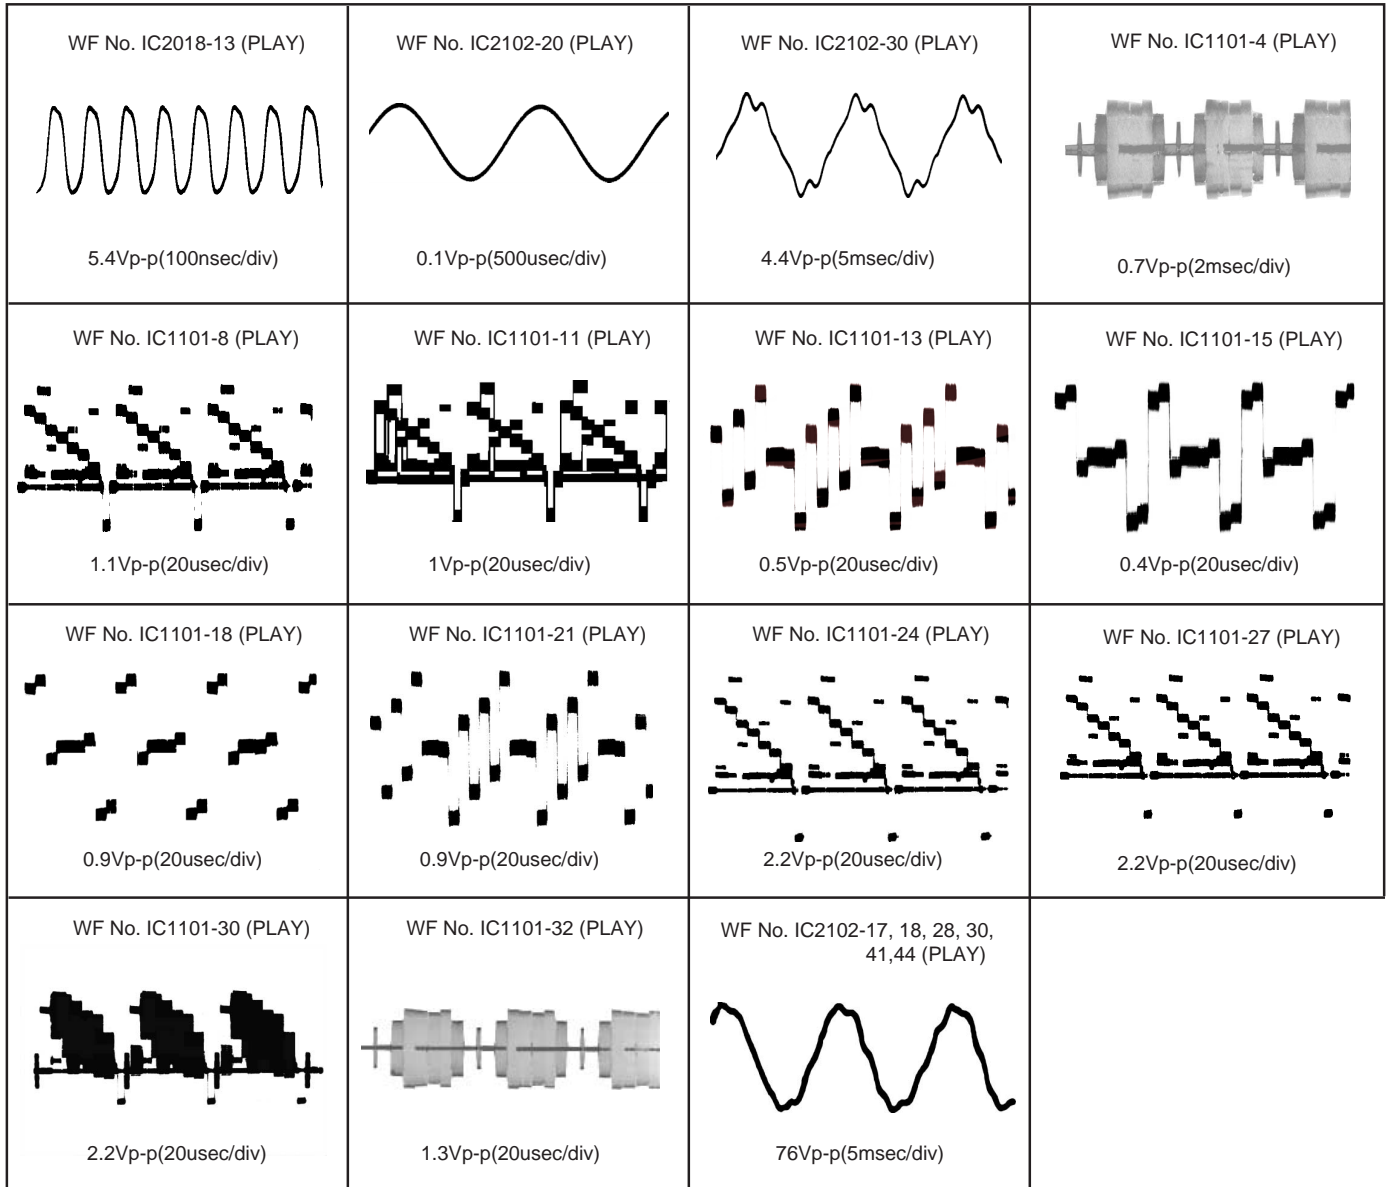 WF No. IC2018-13 (PLAY)
5.4Vp-p(100nsec/div)
WF No. IC2102-20 (PLAY)
0.1Vp-p(500usec/div)
WF No. IC2102-30 (PLAY)
4.4Vp-p(5msec/div)
WF No. IC1101-4 (PLAY)
0.7Vp-p(2msec/div)
WF No. IC1101-8 (PLAY)
1.1Vp-p(20usec/div)
WF No. IC1101-11 (PLAY)
1Vp-p(20usec/div)
WF No. IC1101-13 (PLAY)
0.5Vp-p(20usec/div)
WF No. IC1101-15 (PLAY)
0.4Vp-p(20usec/div)
WF No. IC1101-18 (PLAY)
0.9Vp-p(20usec/div)
WF No. IC1101-21 (PLAY)
0.9Vp-p(20usec/div)
WF No. IC1101-24 (PLAY)
2.2Vp-p(20usec/div)
WF No. IC1101-27 (PLAY)
2.2Vp-p(20usec/div)
WF No. IC1101-30 (PLAY)
2.2Vp-p(20usec/div)
WF No. IC1101-32 (PLAY)
1.3Vp-p(20usec/div)
WF No. IC2102-17, 18, 28, 30,
41,44 (PLAY)
76Vp-p(5msec/div)